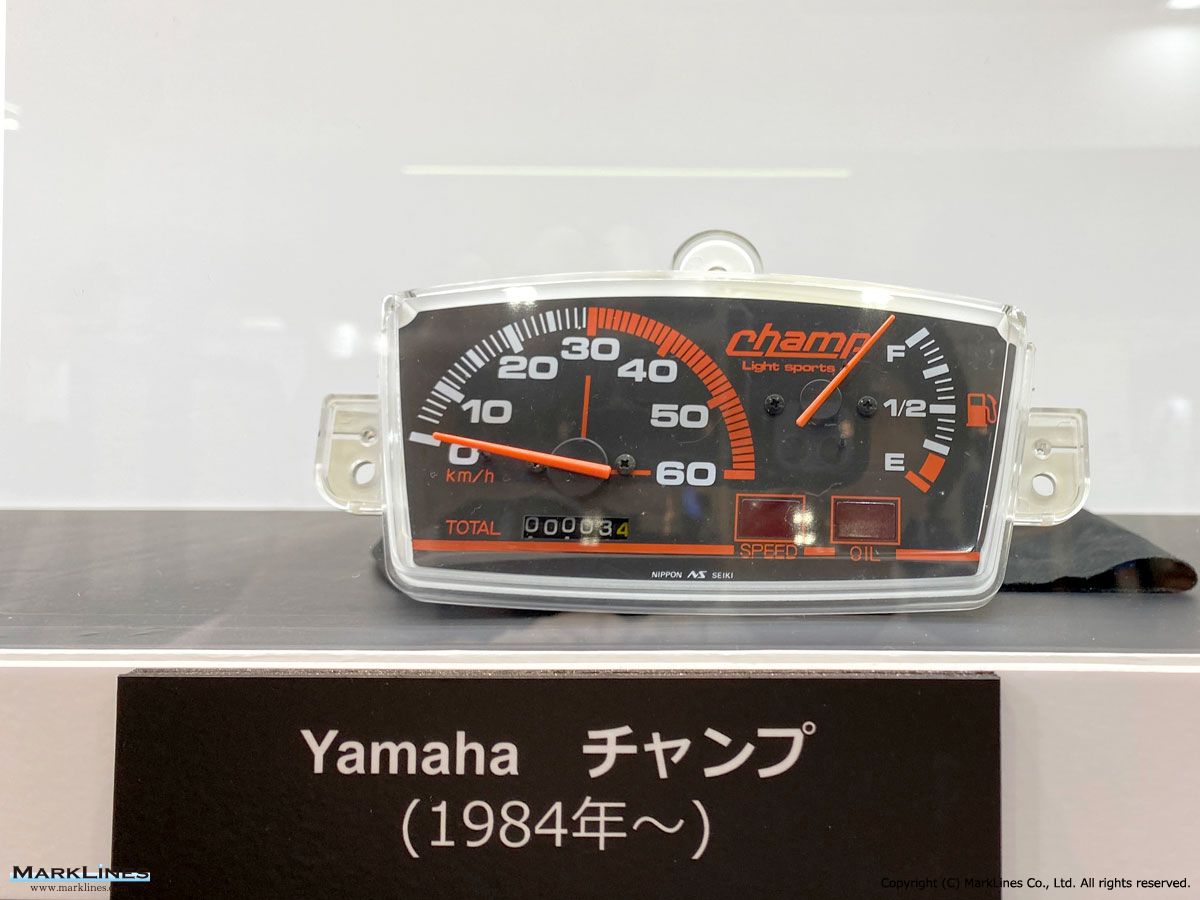 champ
Light sports
0
10
20
30
40
50
60
km/h
F
1/2
E
TOTAL
000034
SPEED
OIL
NIPPON NS SEIKI
Yamaha チャンプ
(1984年～)
MARKLINES
www.marklines.com
Copyright (C) MarkLines Co., Ltd. All rights reserved.